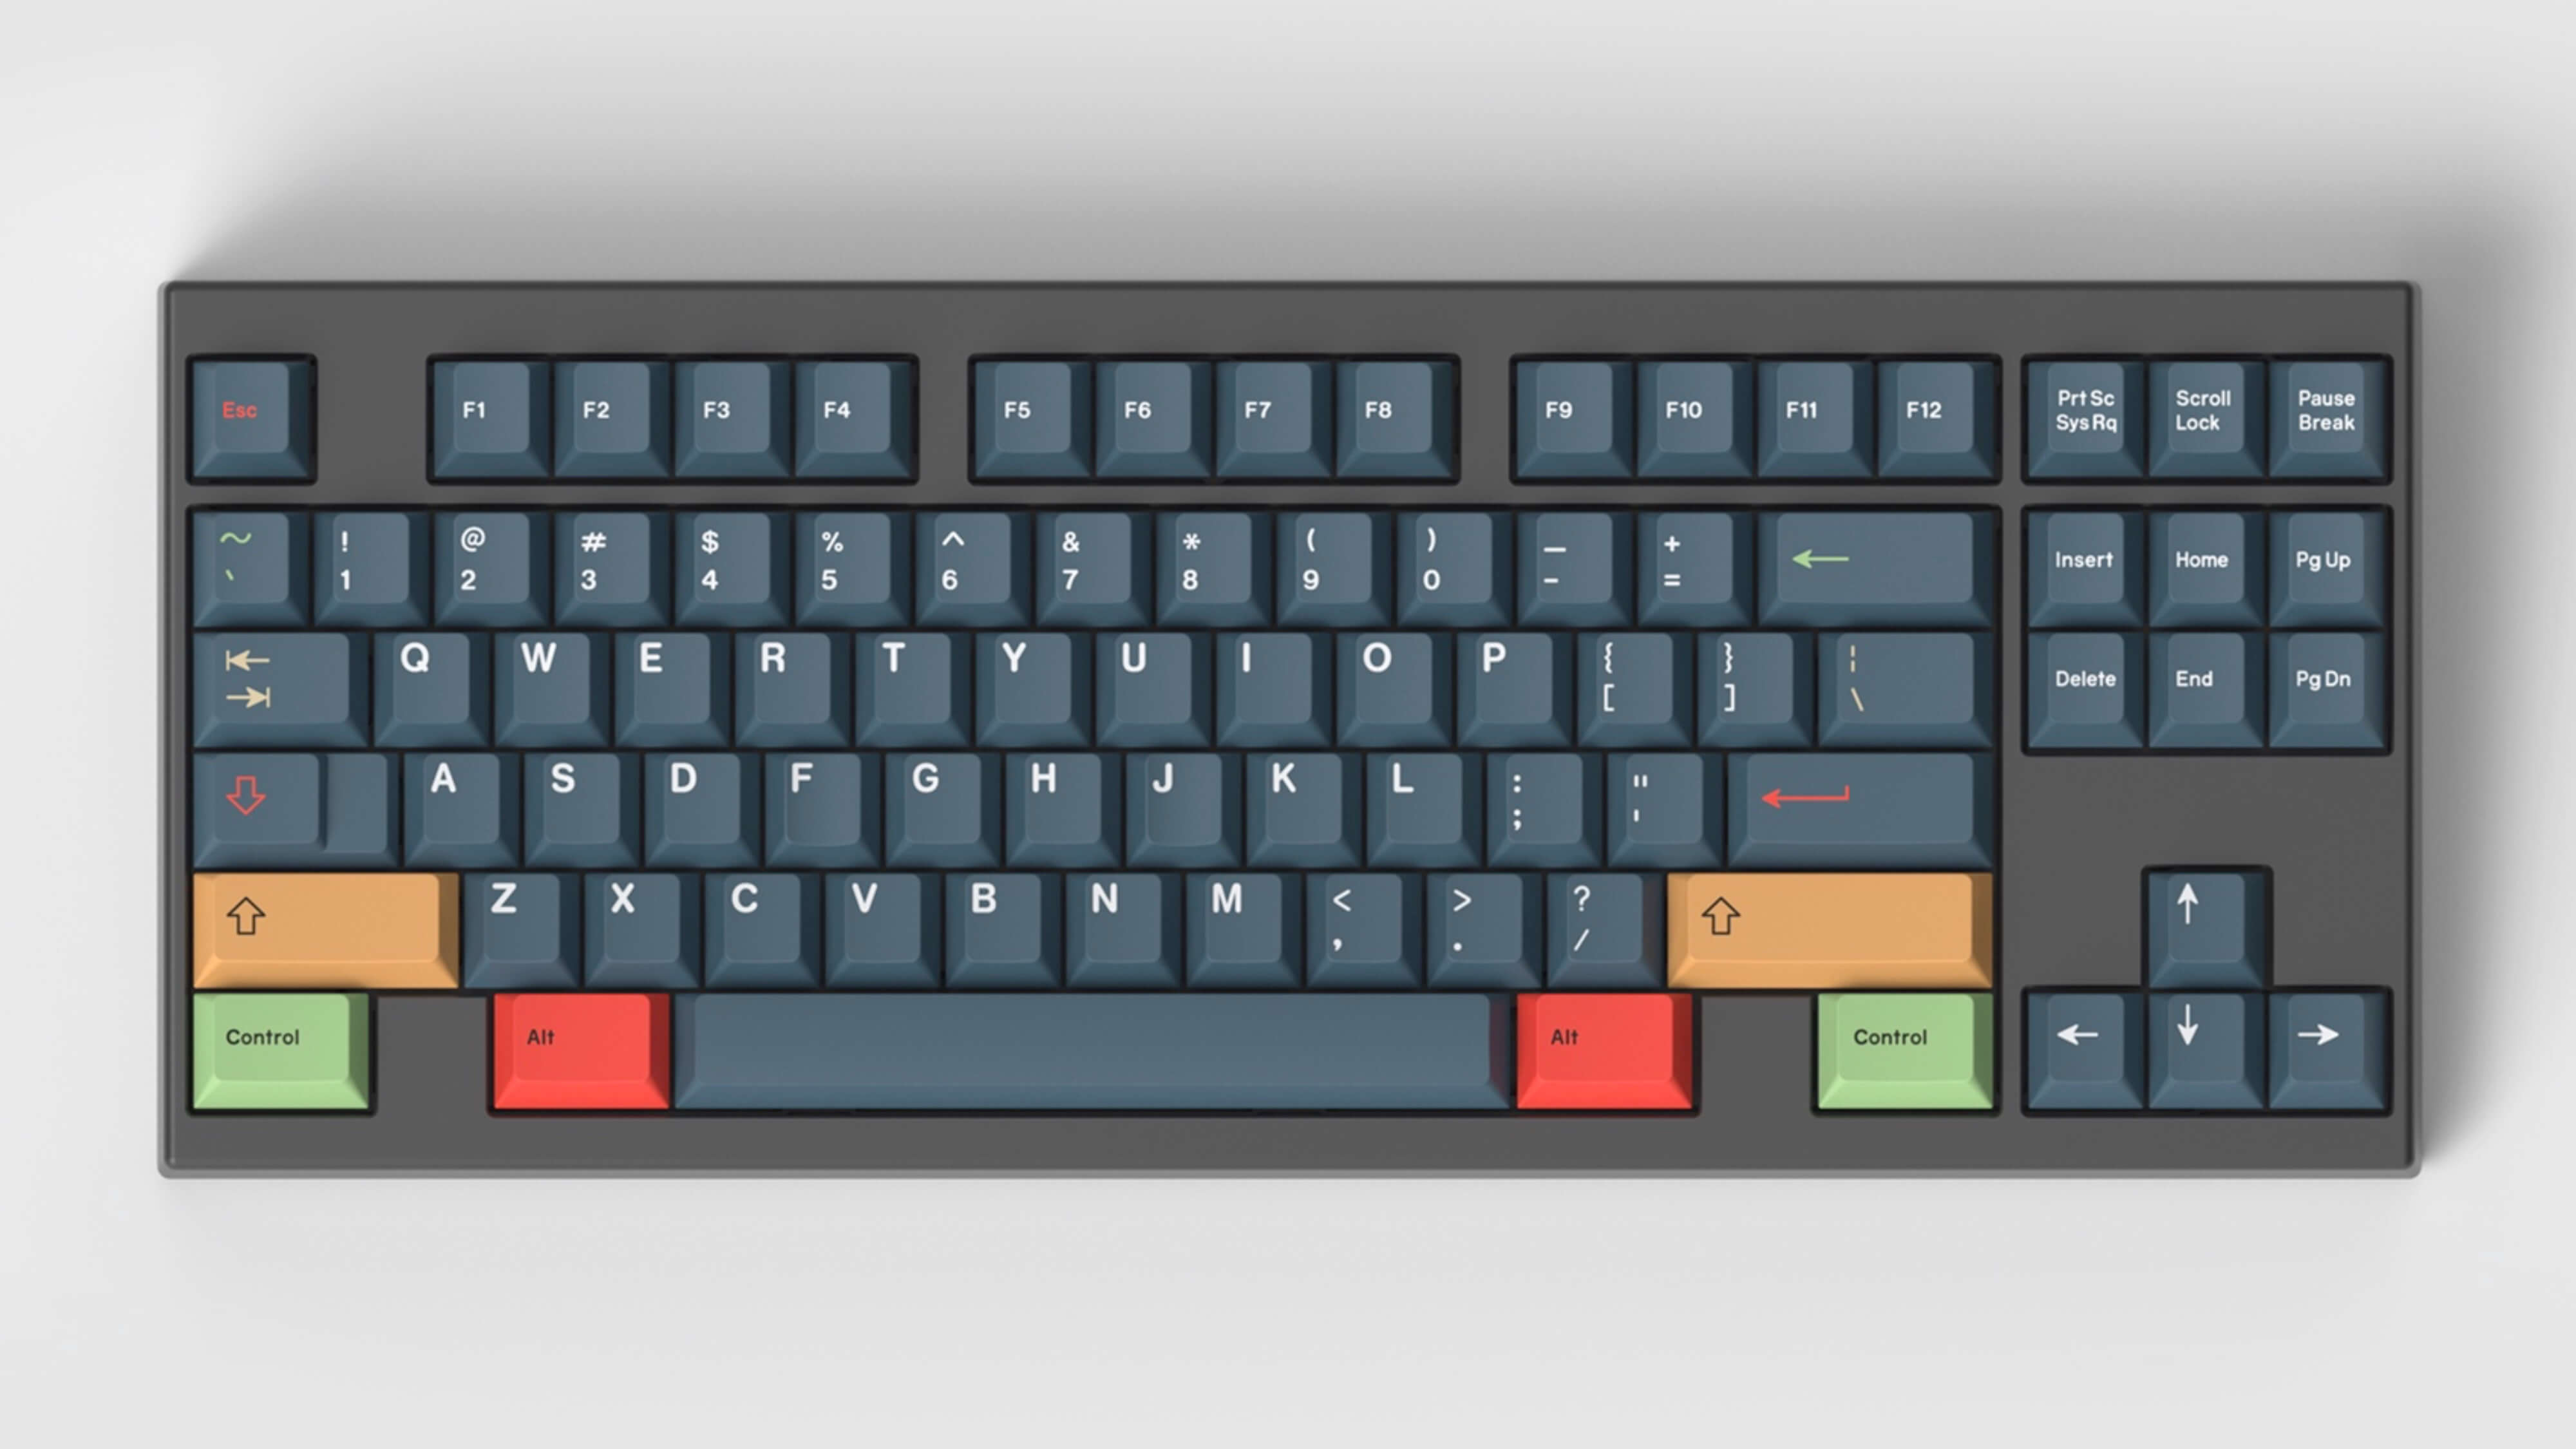 Esc F1 F2 F3 F4 F5 F6 F7 F8 F9 F10 F11 F12 Prt Sc Scroll Pause
Sys Rq Lock Break
~ ! @ # $ % ^ & * ( ) _ +
` 1 2 3 4 5 6 7 8 9 0 - = ← Insert Home Pg Up
⇤ Q W E R T Y U I O P { } ¦
⇥ [ ] \ Delete End Pg Dn
⇩ A S D F G H J K L : " ↵
; '
⇧ Z X C V B N M < > ? ⇧ ↑
, . /
Control Alt Alt Control ← ↓ →